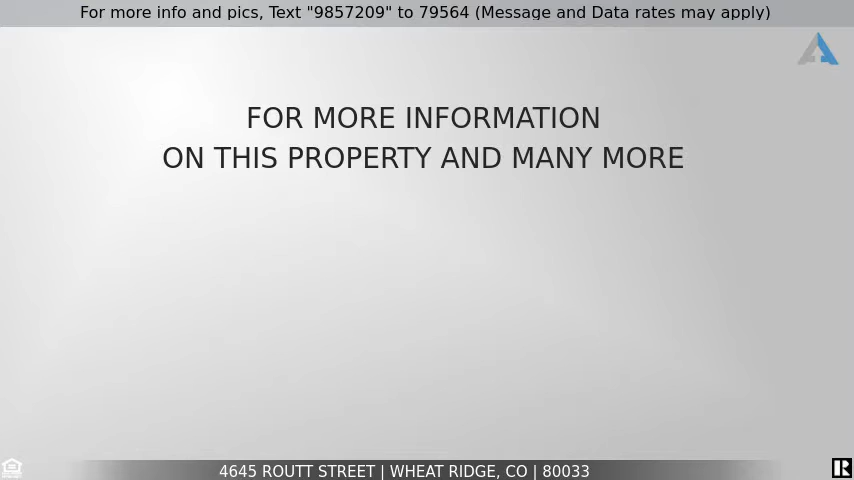 For more info and pics, Text "9857209" to 79564 (Message and Data rates may apply)
FOR MORE INFORMATION
ON THIS PROPERTY AND MANY MORE
4645 ROUTT STREET | WHEAT RIDGE, CO | 80033